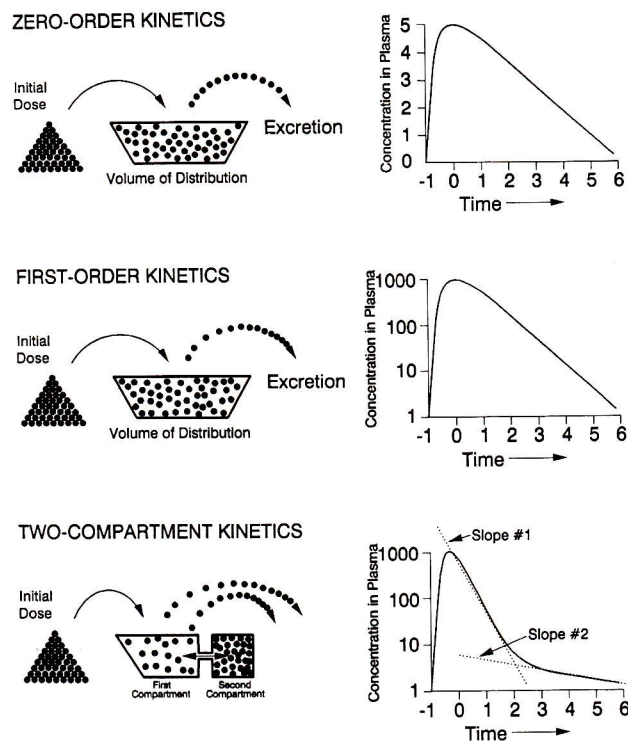 ZERO-ORDER KINETICS
Initial
Dose
Excretion
Volume of Distribution
Concentration in Plasma
5
4
3
2
1
0
-1 0 1 2 3 4 5 6
Time
FIRST-ORDER KINETICS
Initial
Dose
Excretion
Volume of Distribution
Concentration in Plasma
1000
100
10
1
-1 0 1 2 3 4 5 6
Time
TWO-COMPARTMENT KINETICS
Initial
Dose
First
Compartment
Second
Compartment
Concentration in Plasma
Slope #1
1000
100
10
1
Slope #2
-1 0 1 2 3 4 5 6
Time